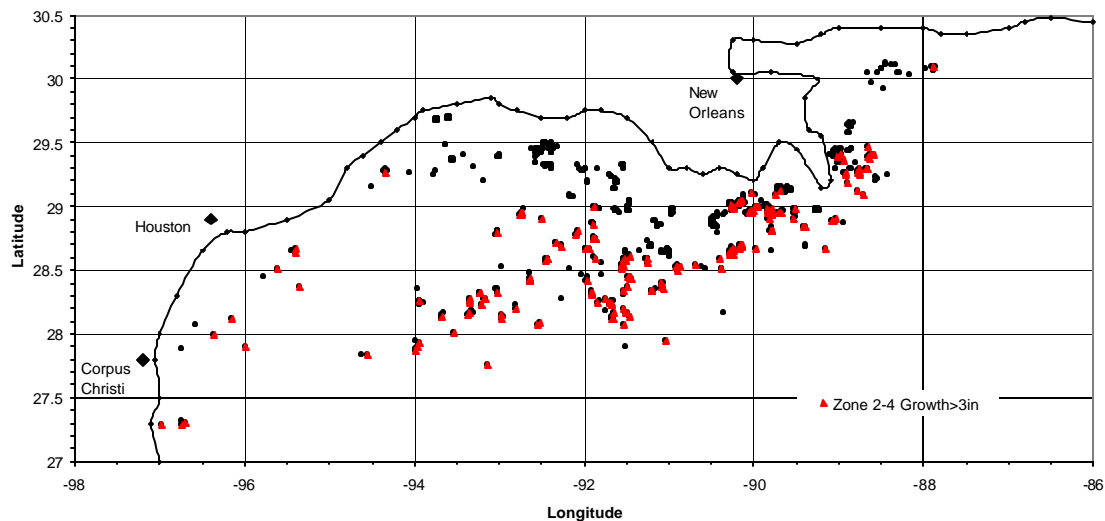 30.5
30
29.5
29
28.5
28
27.5
27
Latitude
New
Orleans
Houston
Corpus
Christi
Zone 2-4 Growth>3in
-98 -96 -94 -92 -90 -88 -86
Longitude